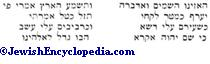 האזינו השמים ואדברה ותשמע הארץ אמרי פי
יערף כמטר לקחי תזל כטל אמרתי
כשעירם עלי דשא וכרביבים עלי עשב
כי שם יהוה אקרא הבו גדל לאלהינו
©JewishEncyclopedia.com